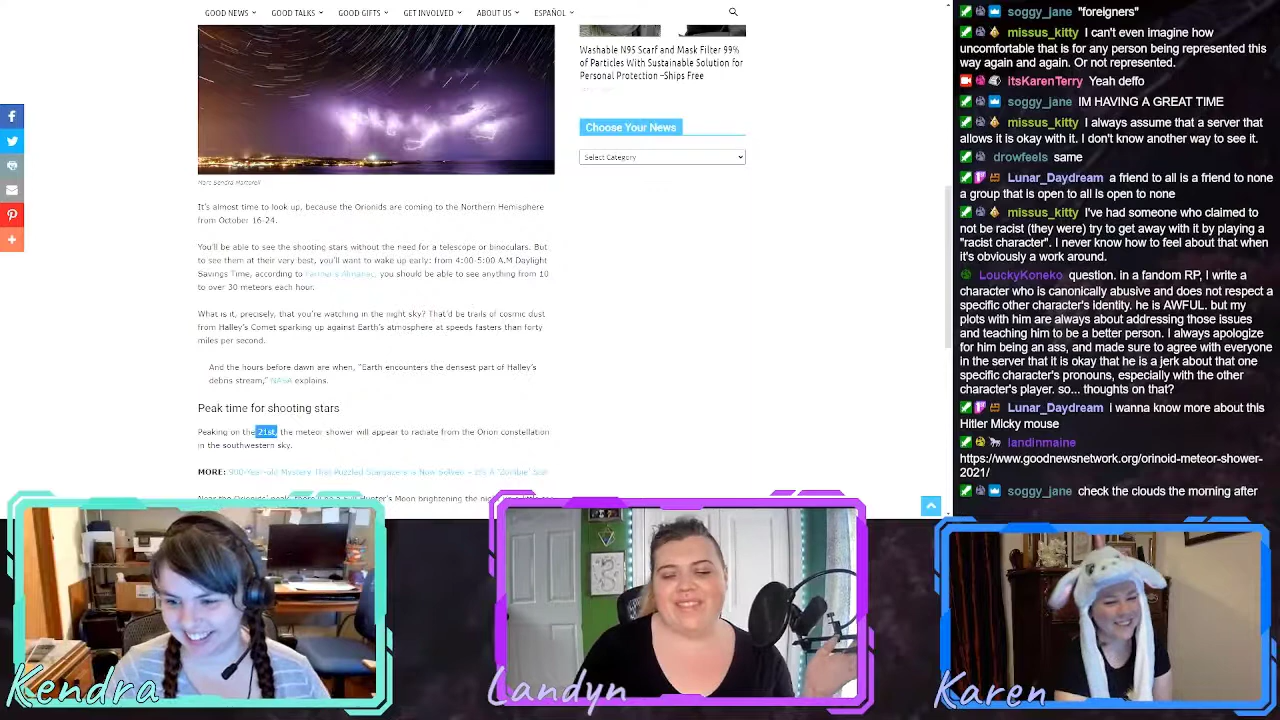 GOOD NEWS GOOD TALKS GOOD GIFTS GET INVOLVED ABOUT US ESPAÑOL
Washable N95 Scarf and Mask Filter 99%
of Particles With Sustainable Solution for
Personal Protection –Ships Free
Choose Your News
Select Category
It's almost time to look up, because the Orionids are coming to the Northern Hemisphere
from October 16-24.
You'll be able to see the shooting stars without the need for a telescope or binoculars. But
to see them at their very best, you'll want to wake up early: from 4:00-5:00 A.M Daylight
Savings Time, according to Farmer's Almanac, you should be able to see anything from 10
to over 30 meteors each hour.
What is it, precisely, that you're watching in the night sky? That'd be trails of cosmic dust
from Halley's Comet sparking up against Earth's atmosphere at speeds fasters than forty
miles per second.
And the hours before dawn are when, "Earth encounters the densest part of Halley's
debris stream," NASA explains.
Peak time for shooting stars
Peaking on the 21st, the meteor shower will appear to radiate from the Orion constellation
in the southwestern sky.
MORE: 900-Year-old Mystery That Puzzled Stargazers is Now Solved – It's A 'Zombie' Star
soggy_jane "foreigners"
missus_kitty I can't even imagine how
uncomfortable that is for any person being represented this
way again and again. Or not represented.
itsKarenTerry Yeah seffo
soggy_jane IM HAVING A GREAT TIME
missus_kitty I always assume that a server that
allows it is okay with it. I don't know another way to see it.
drowfeels same
Lunar_Daydream a friend to all is a friend to none
a group that is open to all is open to none
missus_kitty I've had someone who claimed to
not be racist (they were) try to get away with it by playing a
"racist character". I never know how to respond to that but
it's obviously a work around.
LouckyKoneko question. in a fandom RP, I write a
character who is canonically abusive and does not respect a
specific other character's identity. he is AWFUL. but my
plots with him are always about addressing those issues
and teaching him to be a better person. I always apologize
for him being an ass, and made sure to agree with everyone
in the server that it is okay that he is a jerk about that one
specific character's pronouns, especially with the other
character's player. so... thoughts on that?
Lunar_Daydream I wanna know more about this
Hitler Micky mouse
landinmaine
https://www.goodnewsnetwork.org/orionid-meteor-shower-
2021/
Kendra
Landyn
Karen